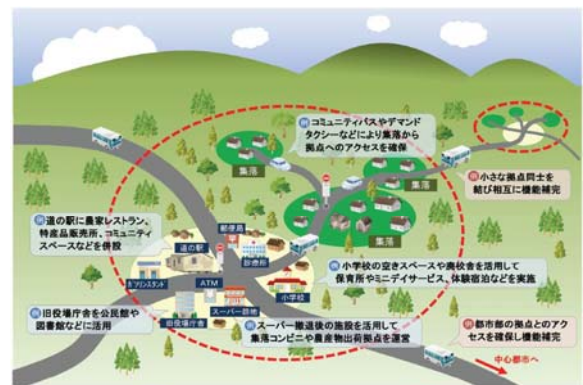 例 コミュニティバスやデマンド
タクシーなどにより集落から
拠点へのアクセスを確保
集落
集落
集落
例 小さな拠点同士を
結び相互に機能補完
例 道の駅に農家レストラン、
特産品販売所、コミュニティ
スペースなどを併設
郵便局
道の駅
診療所
ガソリンスタンド
ATM
小学校
スーパー跡地
旧役場庁舎
例 小学校の空きスペースや廃校舎を活用して
保育所やミニデイサービス、体験宿泊などを実施
例 旧役場庁舎を公民館や
図書館などに活用
例 スーパー撤退後の施設を活用して
集落コンビニや農産物出荷拠点を運営
例 都市部の拠点とのアク
セスを確保し機能補完
中心都市へ